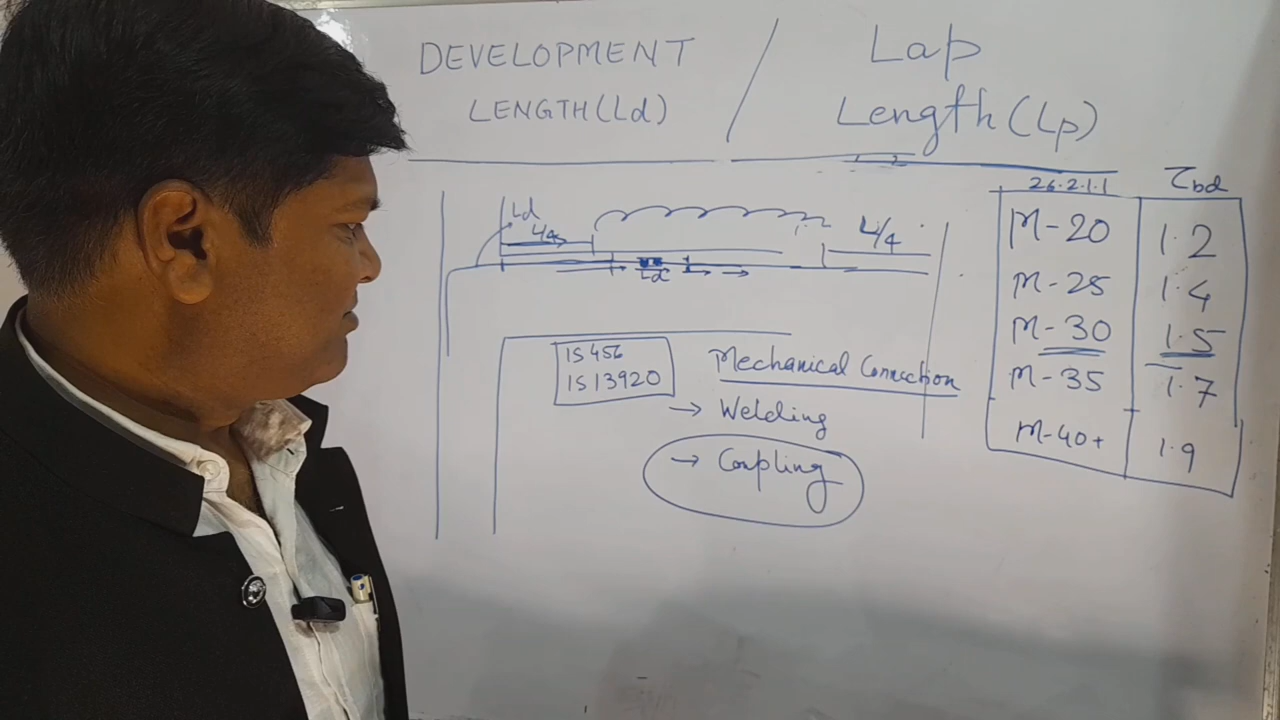 DEVELOPMENT / Lap
LENGTH (Ld) Length (Lp)
26.2.1.1 τbd
M-20 1.2
M-25 1.4
M-30 1.5
M-35 1.7
M-40+ 1.9
Ld
L/4
Ld
IS 456
IS 13920
Mechanical Connection
→ Welding
→ Coupling